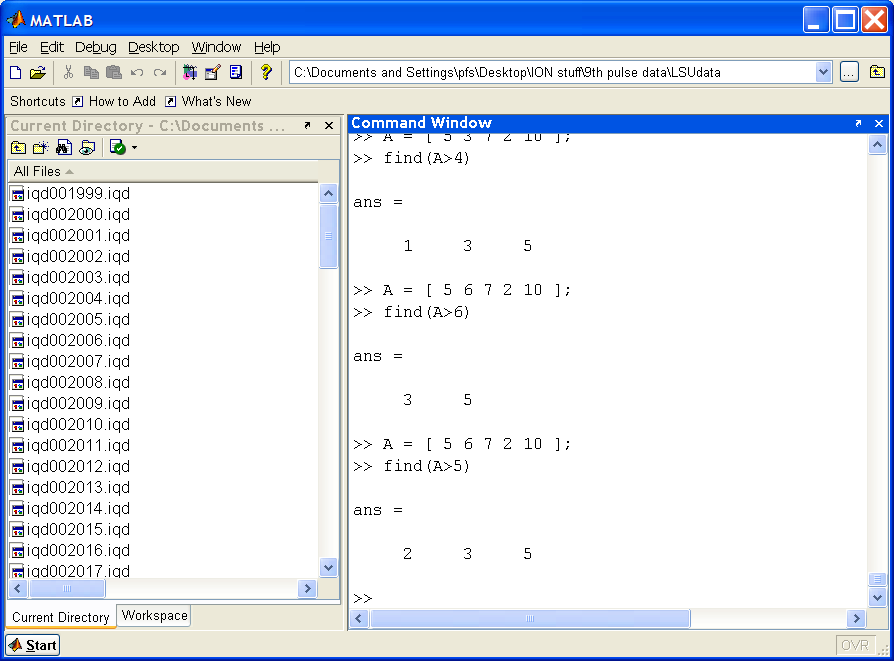 MATLAB
File Edit Debug Desktop Window Help
C:\Documents and Settings\pfs\Desktop\ION stuff\9th pulse data\LSUdata
...
Shortcuts How to Add What's New
Current Directory - C:\Documents ...
All Files
iqd001999.iqd
iqd002000.iqd
iqd002001.iqd
iqd002002.iqd
iqd002003.iqd
iqd002004.iqd
iqd002005.iqd
iqd002006.iqd
iqd002007.iqd
iqd002008.iqd
iqd002009.iqd
iqd002010.iqd
iqd002011.iqd
iqd002012.iqd
iqd002013.iqd
iqd002014.iqd
iqd002015.iqd
iqd002016.iqd
iqd002017.iqd
Current Directory Workspace
Command Window
>> A = [ 5 3 7 2 10 ];
>> find(A>4)
ans =
1 3 5
>> A = [ 5 6 7 2 10 ];
>> find(A>6)
ans =
3 5
>> A = [ 5 6 7 2 10 ];
>> find(A>5)
ans =
2 3 5
>>
Start
OVR